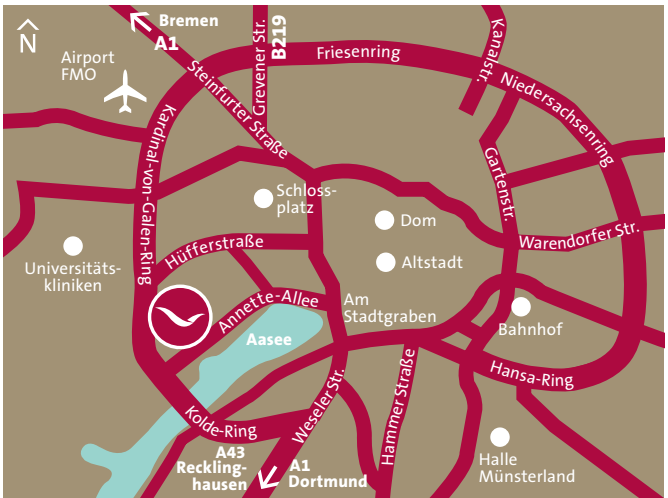 N
Bremen
A1
Airport
FMO
Steinfurter Straße
Grevener Str.
B219
Friesenring
Kanalstr.
Niedersachsenring
Kardinal-von-Galen-Ring
Gartenstr.
Schloss-
platz
Dom
Warendorfer Str.
Universitäts-
kliniken
Hüfferstraße
Altstadt
Annette-Allee
Am
Stadtgraben
Bahnhof
Aasee
Hansa-Ring
Kolde-Ring
Weseler Str.
Hammer Straße
A43
Reckling-
hausen
A1
Dortmund
Halle
Münsterland